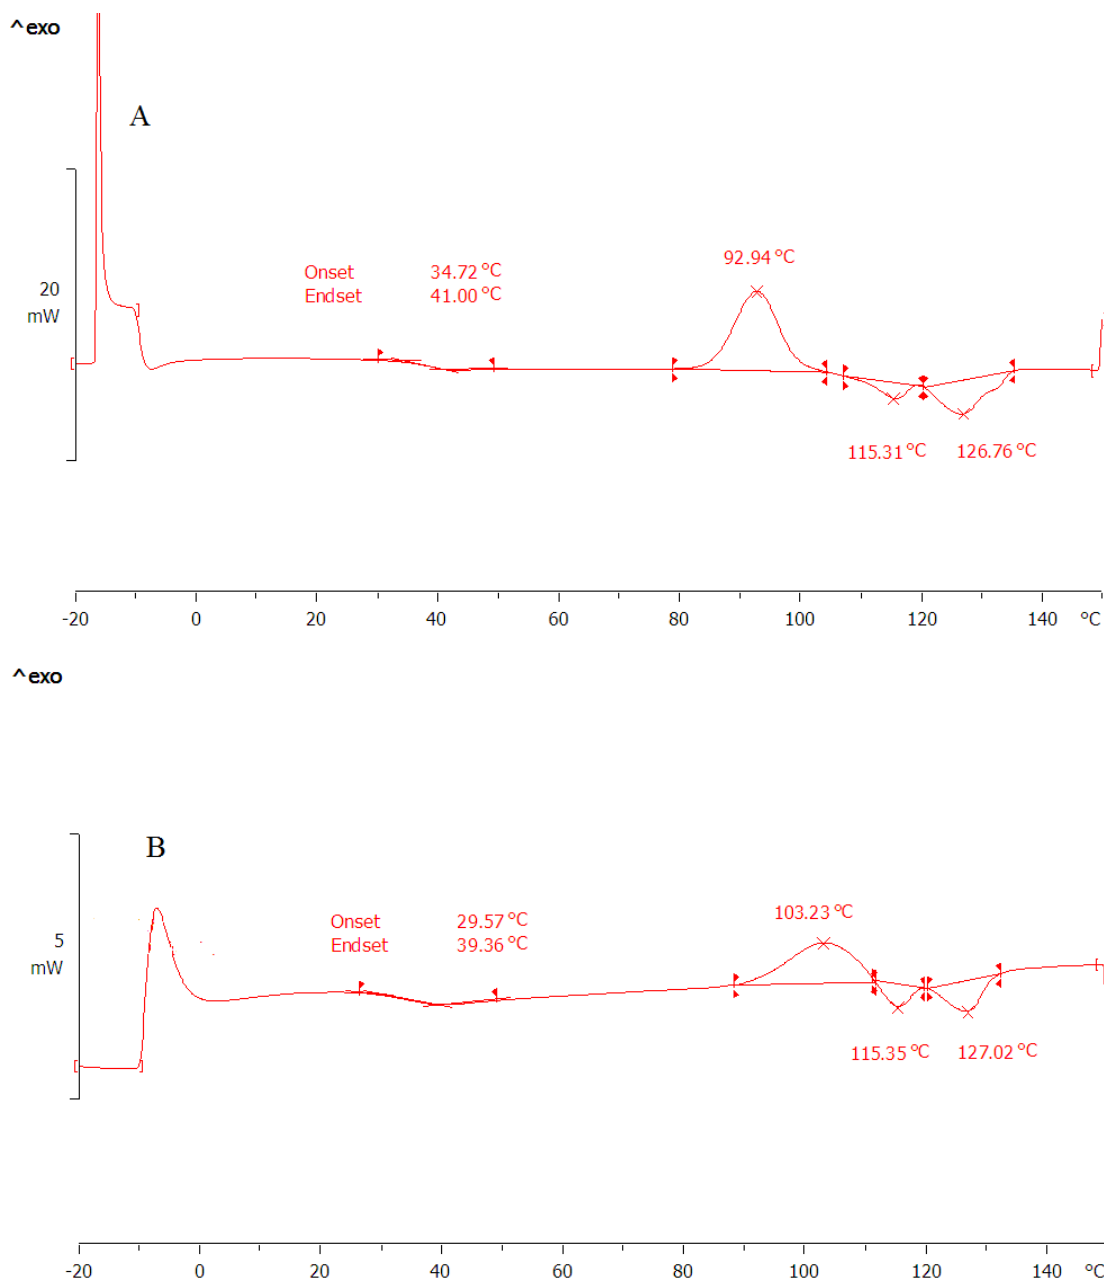 ^exo
A
92.94 °C
Onset 34.72 °C
Endset 41.00 °C
20
mW
115.31 °C 126.76 °C
-20 0 20 40 60 80 100 120 140 °C
^exo
B
103.23 °C
Onset 29.57 °C
Endset 39.36 °C
5
mW
115.35 °C 127.02 °C
-20 0 20 40 60 80 100 120 140 °C